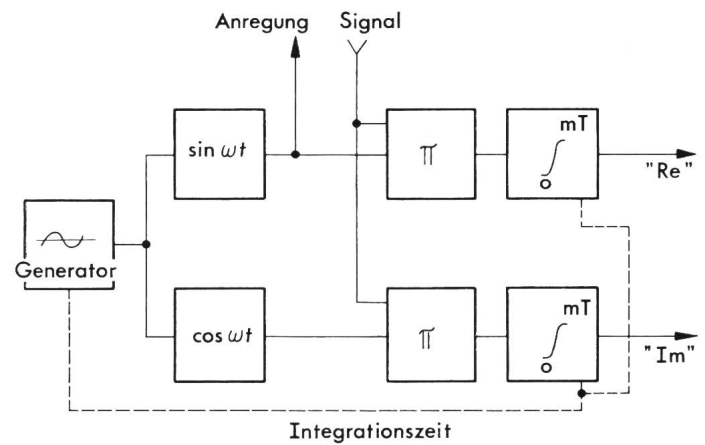 Anregung
Signal
sin ωt
π
mT
∫
o
"Re"
Generator
cos ωt
π
mT
∫
o
"Im"
Integrationszeit